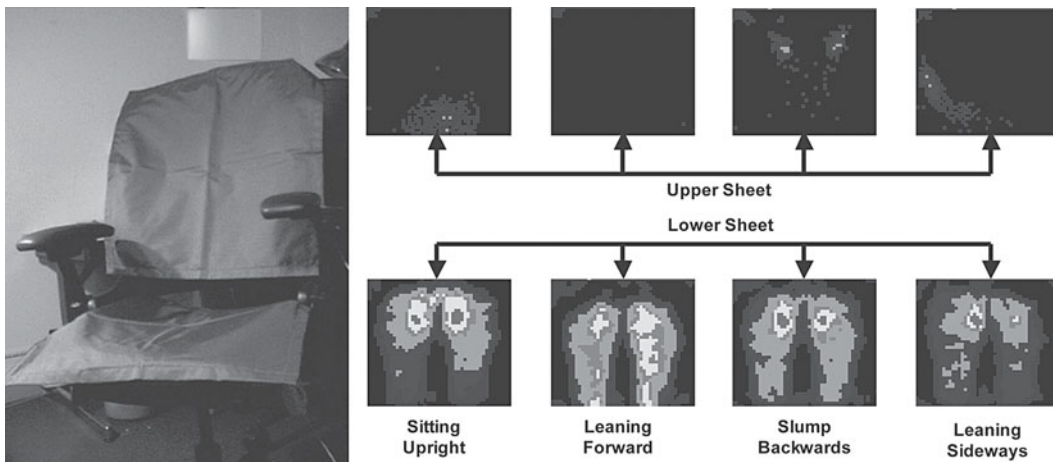 Upper Sheet
Lower Sheet
Sitting
Upright
Leaning
Forward
Slump
Backwards
Leaning
Sideways